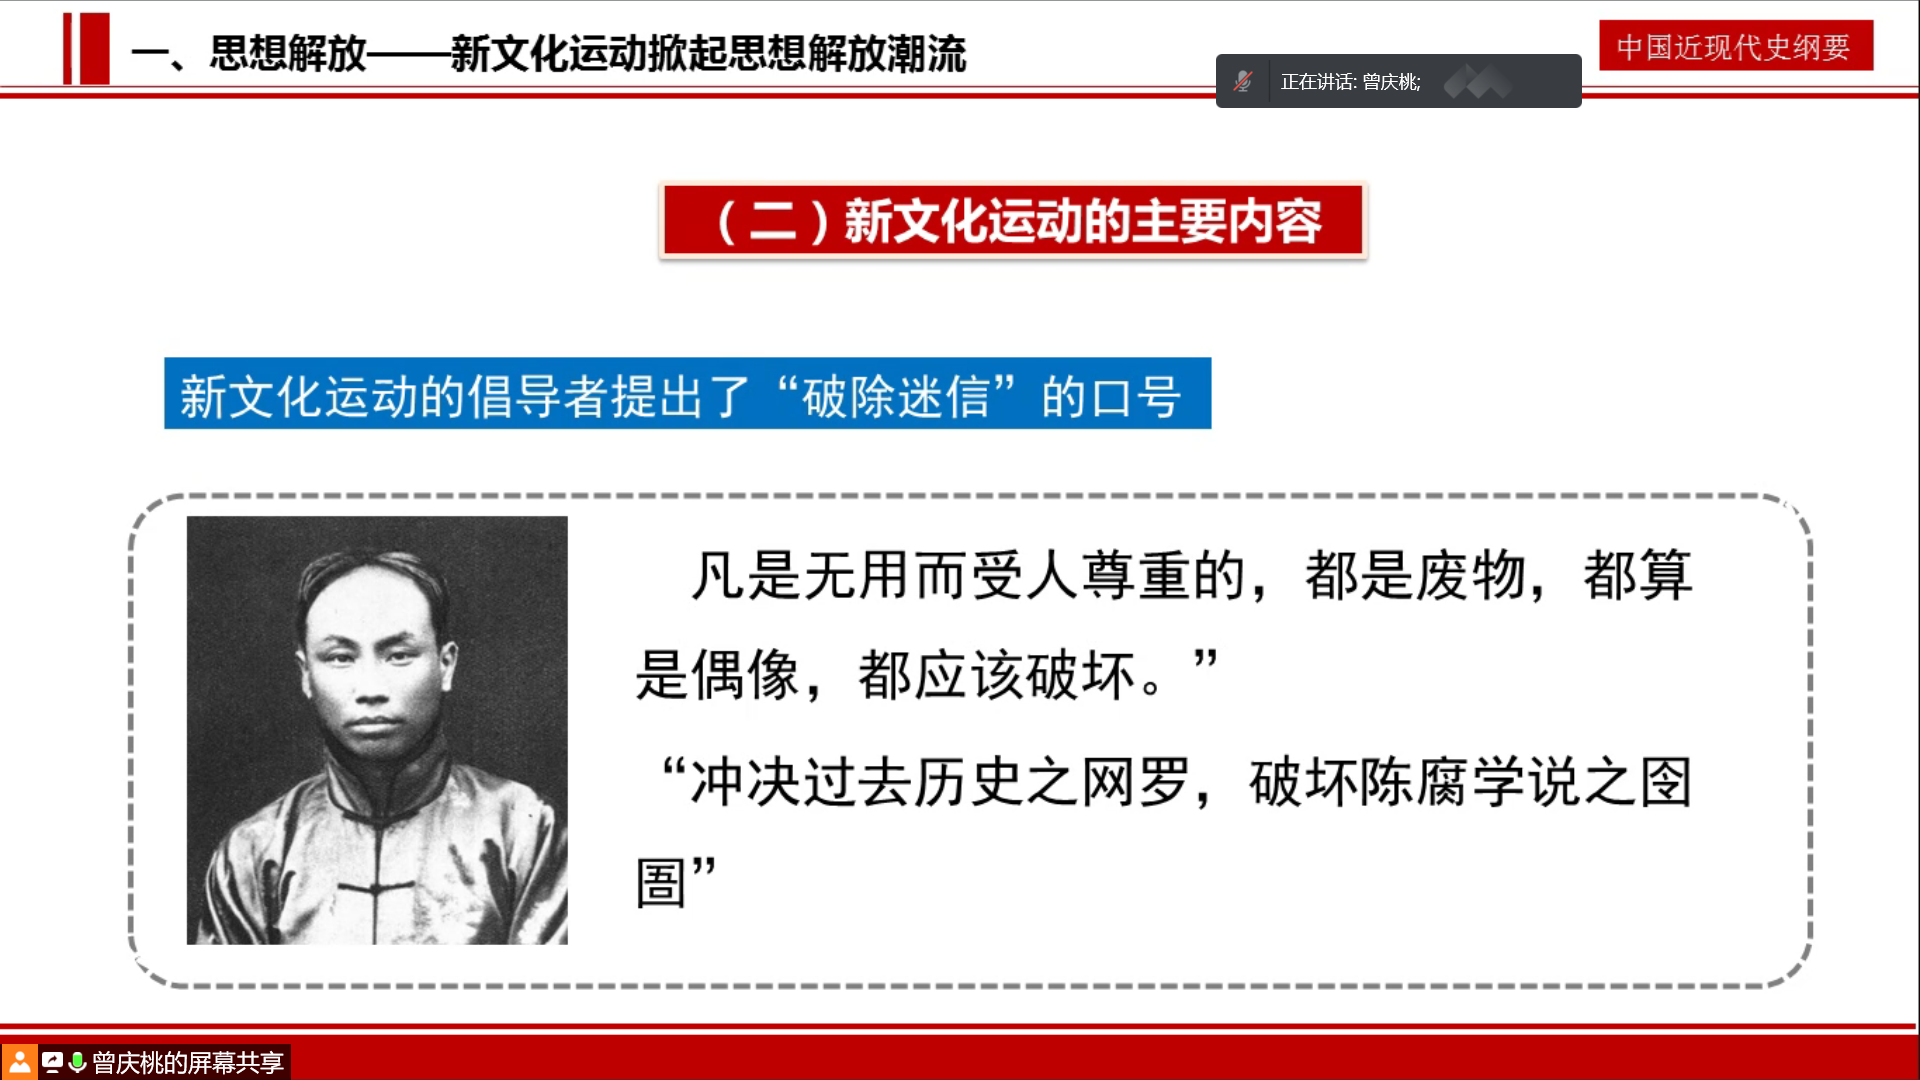 一、思想解放——新文化运动掀起思想解放潮流
中国近现代史纲要
正在讲话: 曾庆桃;
（二）新文化运动的主要内容
新文化运动的倡导者提出了“破除迷信”的口号
凡是无用而受人尊重的，都是废物，都算
是偶像，都应该破坏。”
“冲决过去历史之网罗，破坏陈腐学说之囹
圄”
曾庆桃的屏幕共享